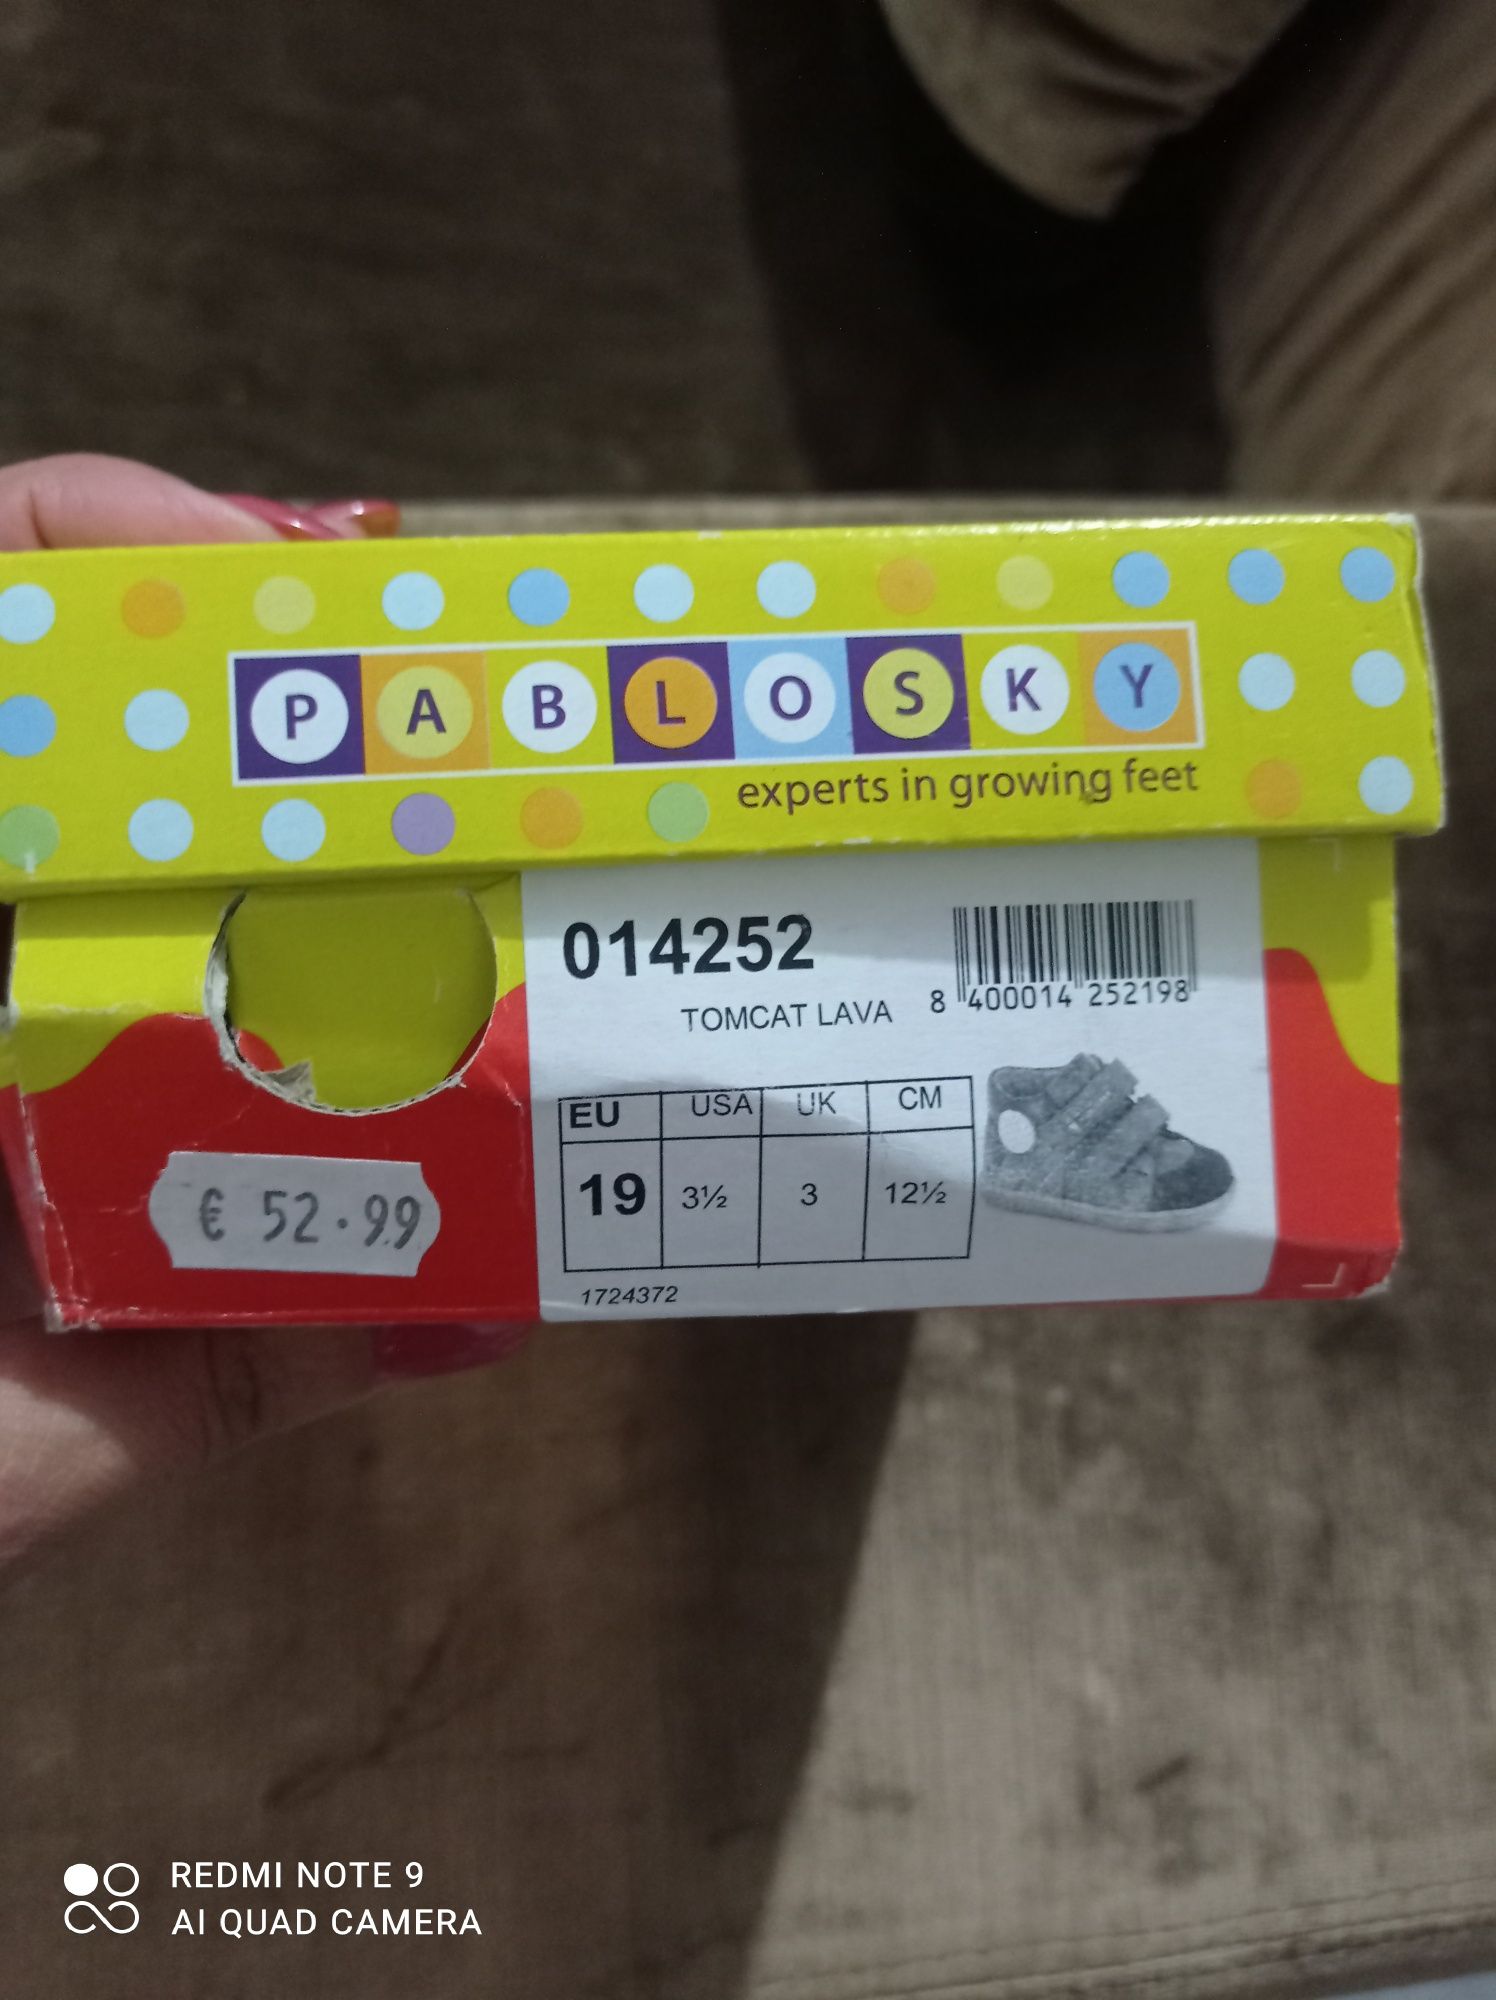 PABLOSKY
experts in growing feet
014252
TOMCAT LAVA
8 400014 252198
EU USA UK CM
19 3½ 3 12½
1724372
€ 52.99
REDMI NOTE 9
AI QUAD CAMERA